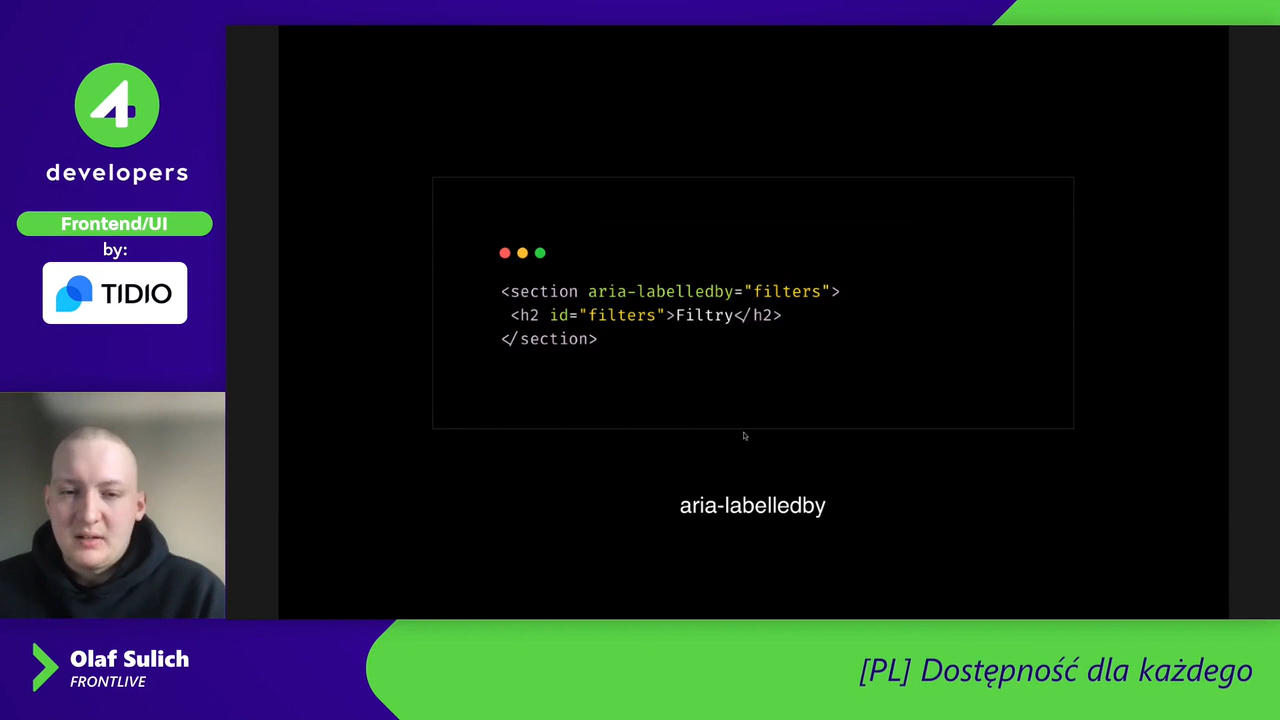 4
developers
Frontend/UI
by:
TIDIO
<section aria-labelledby="filters">
<h2 id="filters">Filtry</h2>
</section>
aria-labelledby
Olaf Sulich
FRONTLIVE
[PL] Dostępność dla każdego